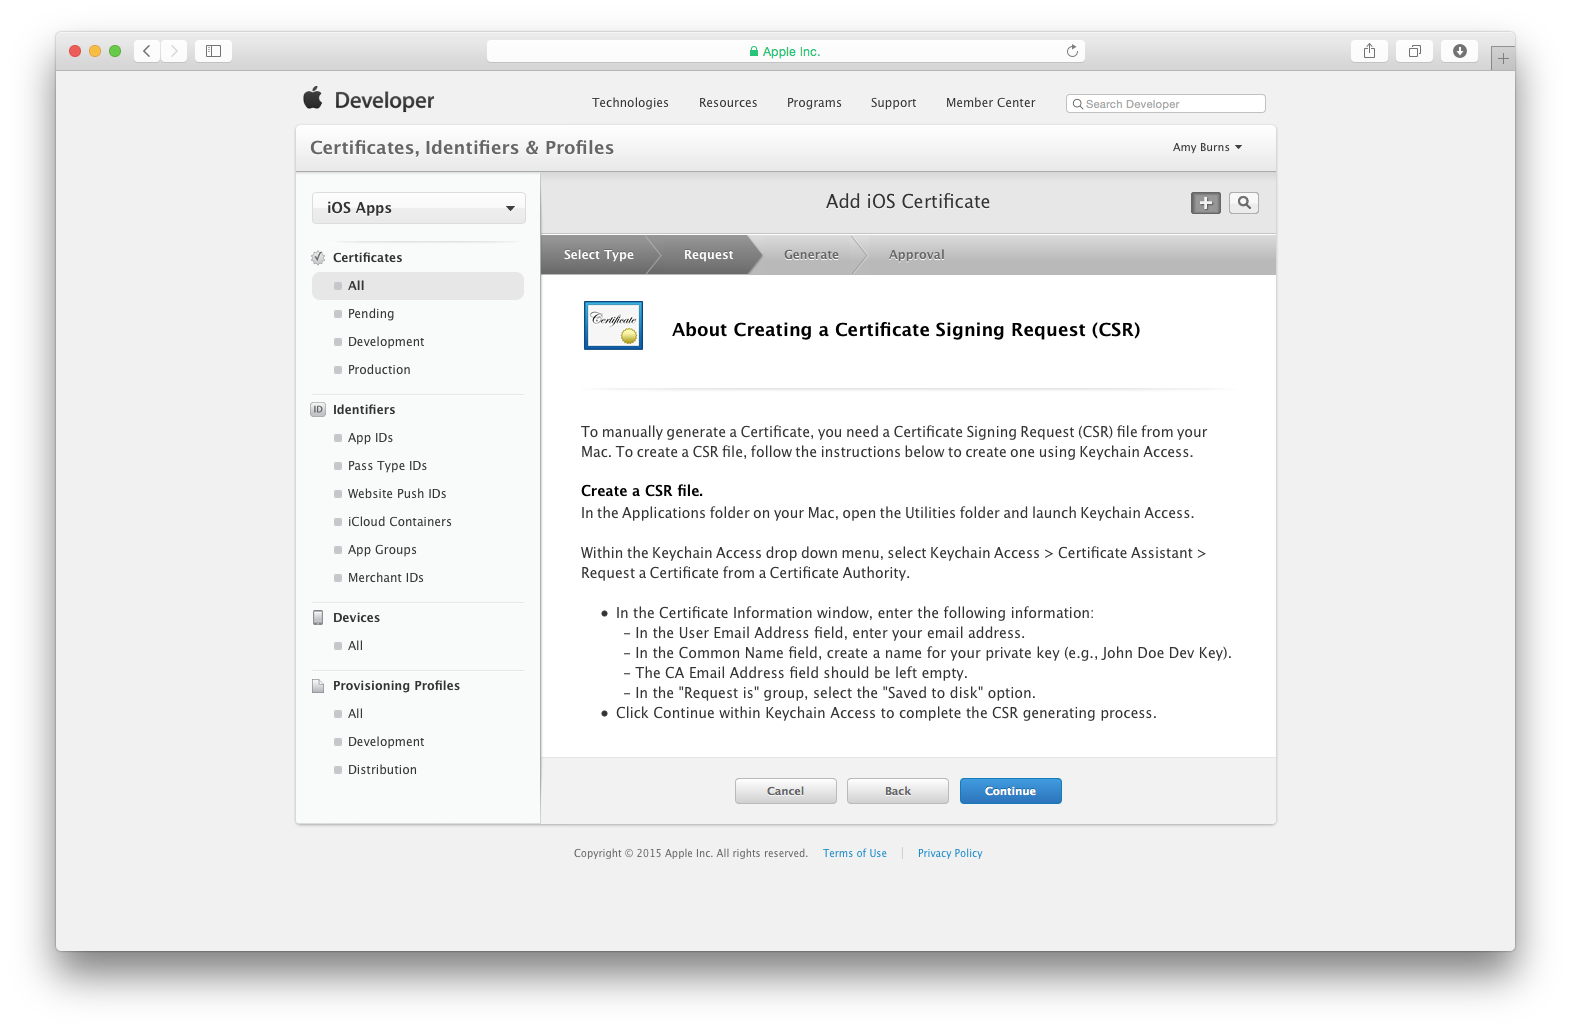 Apple Inc.
Developer
Technologies Resources Programs Support Member Center Search Developer
Certificates, Identifiers & Profiles
Amy Burns
iOS Apps
Certificates
All
Pending
Development
Production
ID Identifiers
App IDs
Pass Type IDs
Website Push IDs
iCloud Containers
App Groups
Merchant IDs
Devices
All
Provisioning Profiles
All
Development
Distribution
Add iOS Certificate
Select Type Request Generate Approval
Certificate
About Creating a Certificate Signing Request (CSR)
To manually generate a Certificate, you need a Certificate Signing Request (CSR) file from your
Mac. To create a CSR file, follow the instructions below to create one using Keychain Access.
Create a CSR file.
In the Applications folder on your Mac, open the Utilities folder and launch Keychain Access.
Within the Keychain Access drop down menu, select Keychain Access > Certificate Assistant >
Request a Certificate from a Certificate Authority.
• In the Certificate Information window, enter the following information:
– In the User Email Address field, enter your email address.
– In the Common Name field, create a name for your private key (e.g., John Doe Dev Key).
– The CA Email Address field should be left empty.
– In the "Request is" group, select the "Saved to disk" option.
• Click Continue within Keychain Access to complete the CSR generating process.
Cancel Back Continue
Copyright © 2015 Apple Inc. All rights reserved. Terms of Use | Privacy Policy